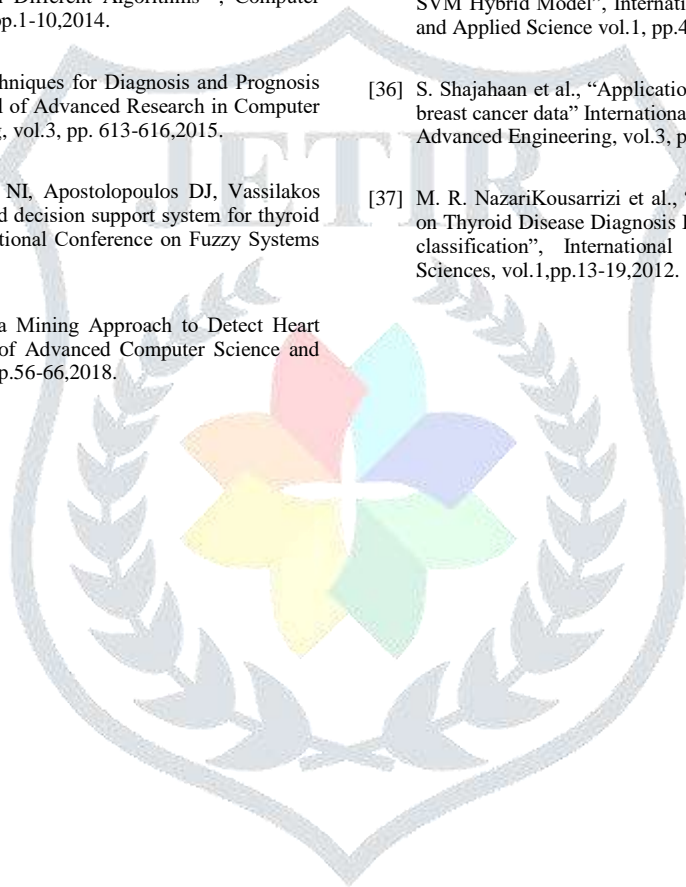 Different Algorithms", Computer
pp.1-10,2014.
chniques for Diagnosis and Prognosis
l of Advanced Research in Computer
g, vol.3, pp. 613-616,2015.
NI, Apostolopoulos DJ, Vassilakos
d decision support system for thyroid
tional Conference on Fuzzy Systems
a Mining Approach to Detect Heart
of Advanced Computer Science and
p.56-66,2018.
SVM Hybrid Model", Internati
and Applied Science vol.1, pp.4
[36] S. Shajahaan et al., “Application
breast cancer data” International
Advanced Engineering, vol.3, p
[37] M. R. NazariKousarrizi et al., “
on Thyroid Disease Diagnosis
classification”, International
Sciences, vol.1,pp.13-19,2012.
JETIR